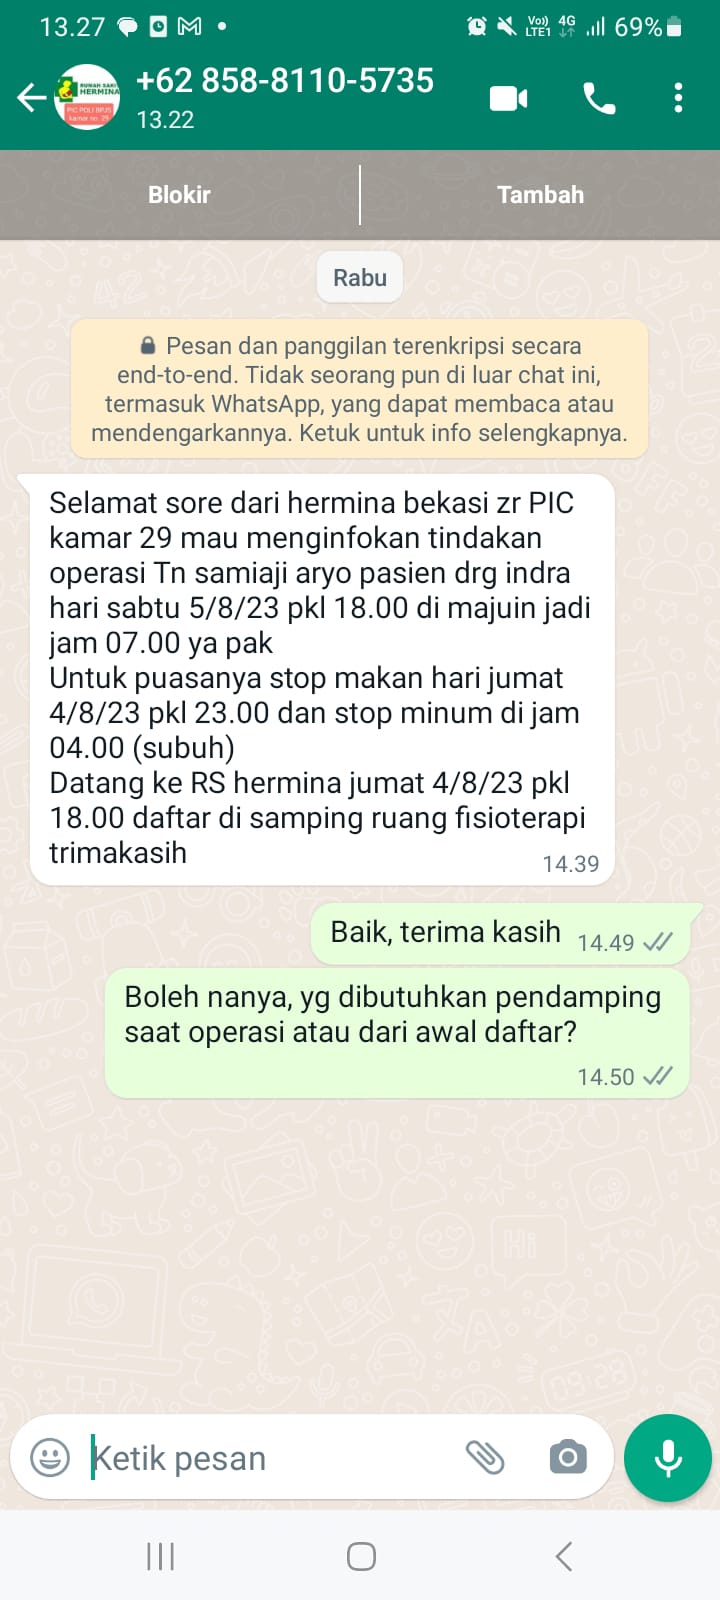 13.27
Vo))
LTE1
4G
69%
RUMAH SAKIT
HERMINA
PIC POLI BPJS
kamar no. 29
+62 858-8110-5735
13.22
Blokir
Tambah
Rabu
Pesan dan panggilan terenkripsi secara
end-to-end. Tidak seorang pun di luar chat ini,
termasuk WhatsApp, yang dapat membaca atau
mendengarkannya. Ketuk untuk info selengkapnya.
Selamat sore dari hermina bekasi zr PIC
kamar 29 mau menginfokan tindakan
operasi Tn samiaji aryo pasien drg indra
hari sabtu 5/8/23 pkl 18.00 di majuin jadi
jam 07.00 ya pak
Untuk puasanya stop makan hari jumat
4/8/23 pkl 23.00 dan stop minum di jam
04.00 (subuh)
Datang ke RS hermina jumat 4/8/23 pkl
18.00 daftar di samping ruang fisioterapi
trimakasih
14.39
Baik, terima kasih
14.49
Boleh nanya, yg dibutuhkan pendamping
saat operasi atau dari awal daftar?
14.50
Ketik pesan